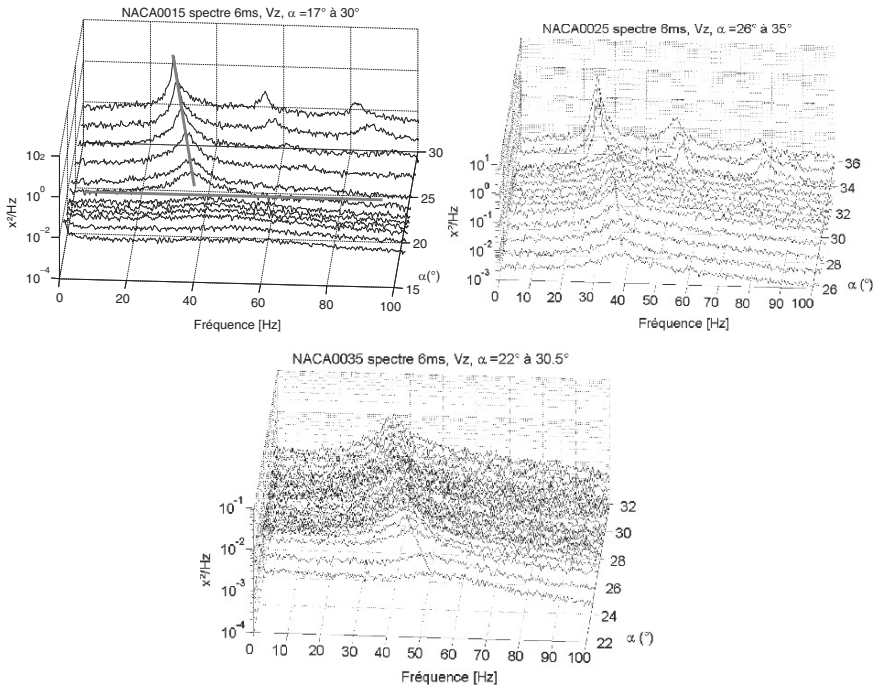 NACA0015 spectre 6ms, Vz, α =17° à 30°
10²
10⁰
10⁻²
10⁻⁴
x²/Hz
0 20 40 60 80 100
30
25
20
15
α(°)
Fréquence [Hz]
NACA0025 spectre 6ms, Vz, α =26° à 35°
10¹
10⁰
10⁻¹
10⁻²
10⁻³
x²/Hz
0 10 20 30 40 50 60 70 80 90 100
36
34
32
30
28
26
α (°)
Fréquence [Hz]
NACA0035 spectre 6ms, Vz, α =22° à 30.5°
10⁻¹
10⁻²
10⁻³
10⁻⁴
x²/Hz
0 10 20 30 40 50 60 70 80 90 100
32
30
28
26
24
22
α (°)
Fréquence [Hz]